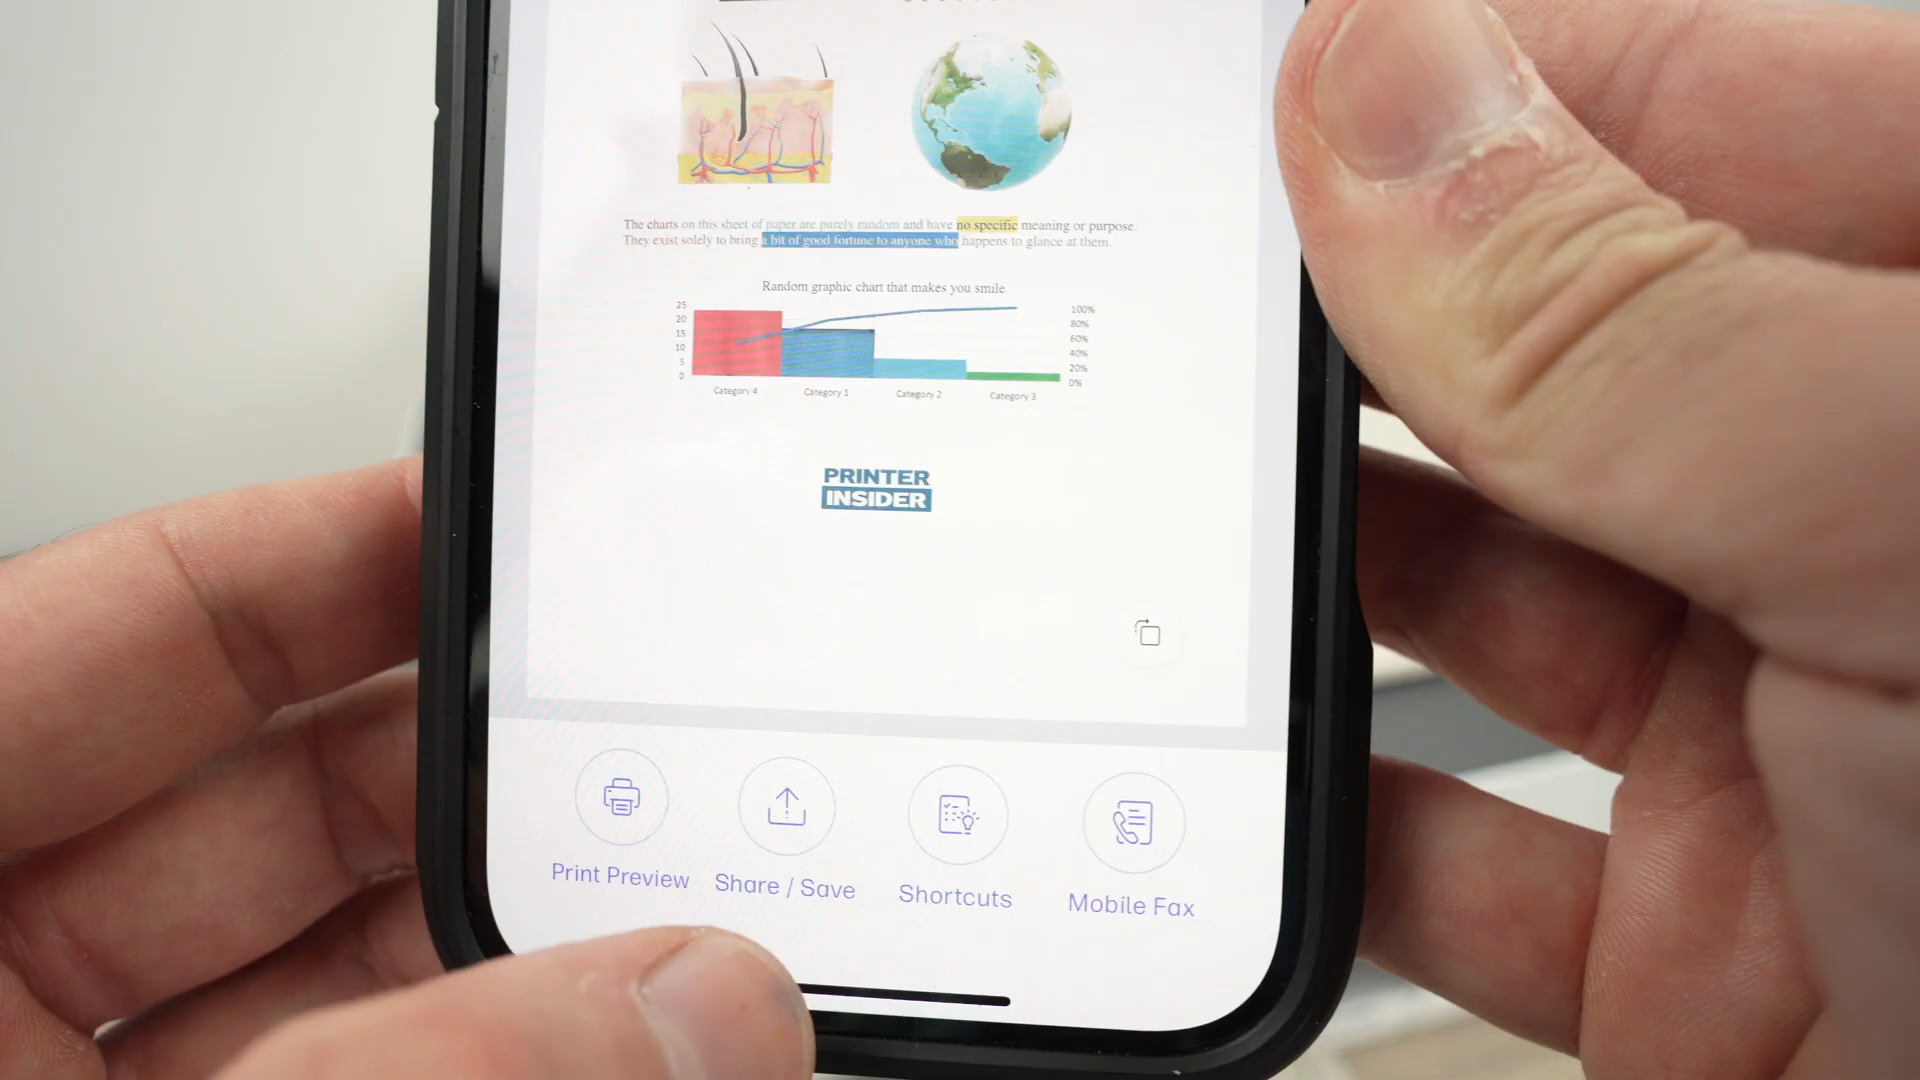 The charts on this sheet of paper are purely random and have no specific meaning or purpose.
They exist solely to bring a bit of good fortune to anyone who happens to glance at them.
Random graphic chart that makes you smile
25
20
15
10
5
0
100%
80%
60%
40%
20%
0%
Category 4
Category 1
Category 2
Category 3
PRINTER
INSIDER
Print Preview
Share / Save
Shortcuts
Mobile Fax